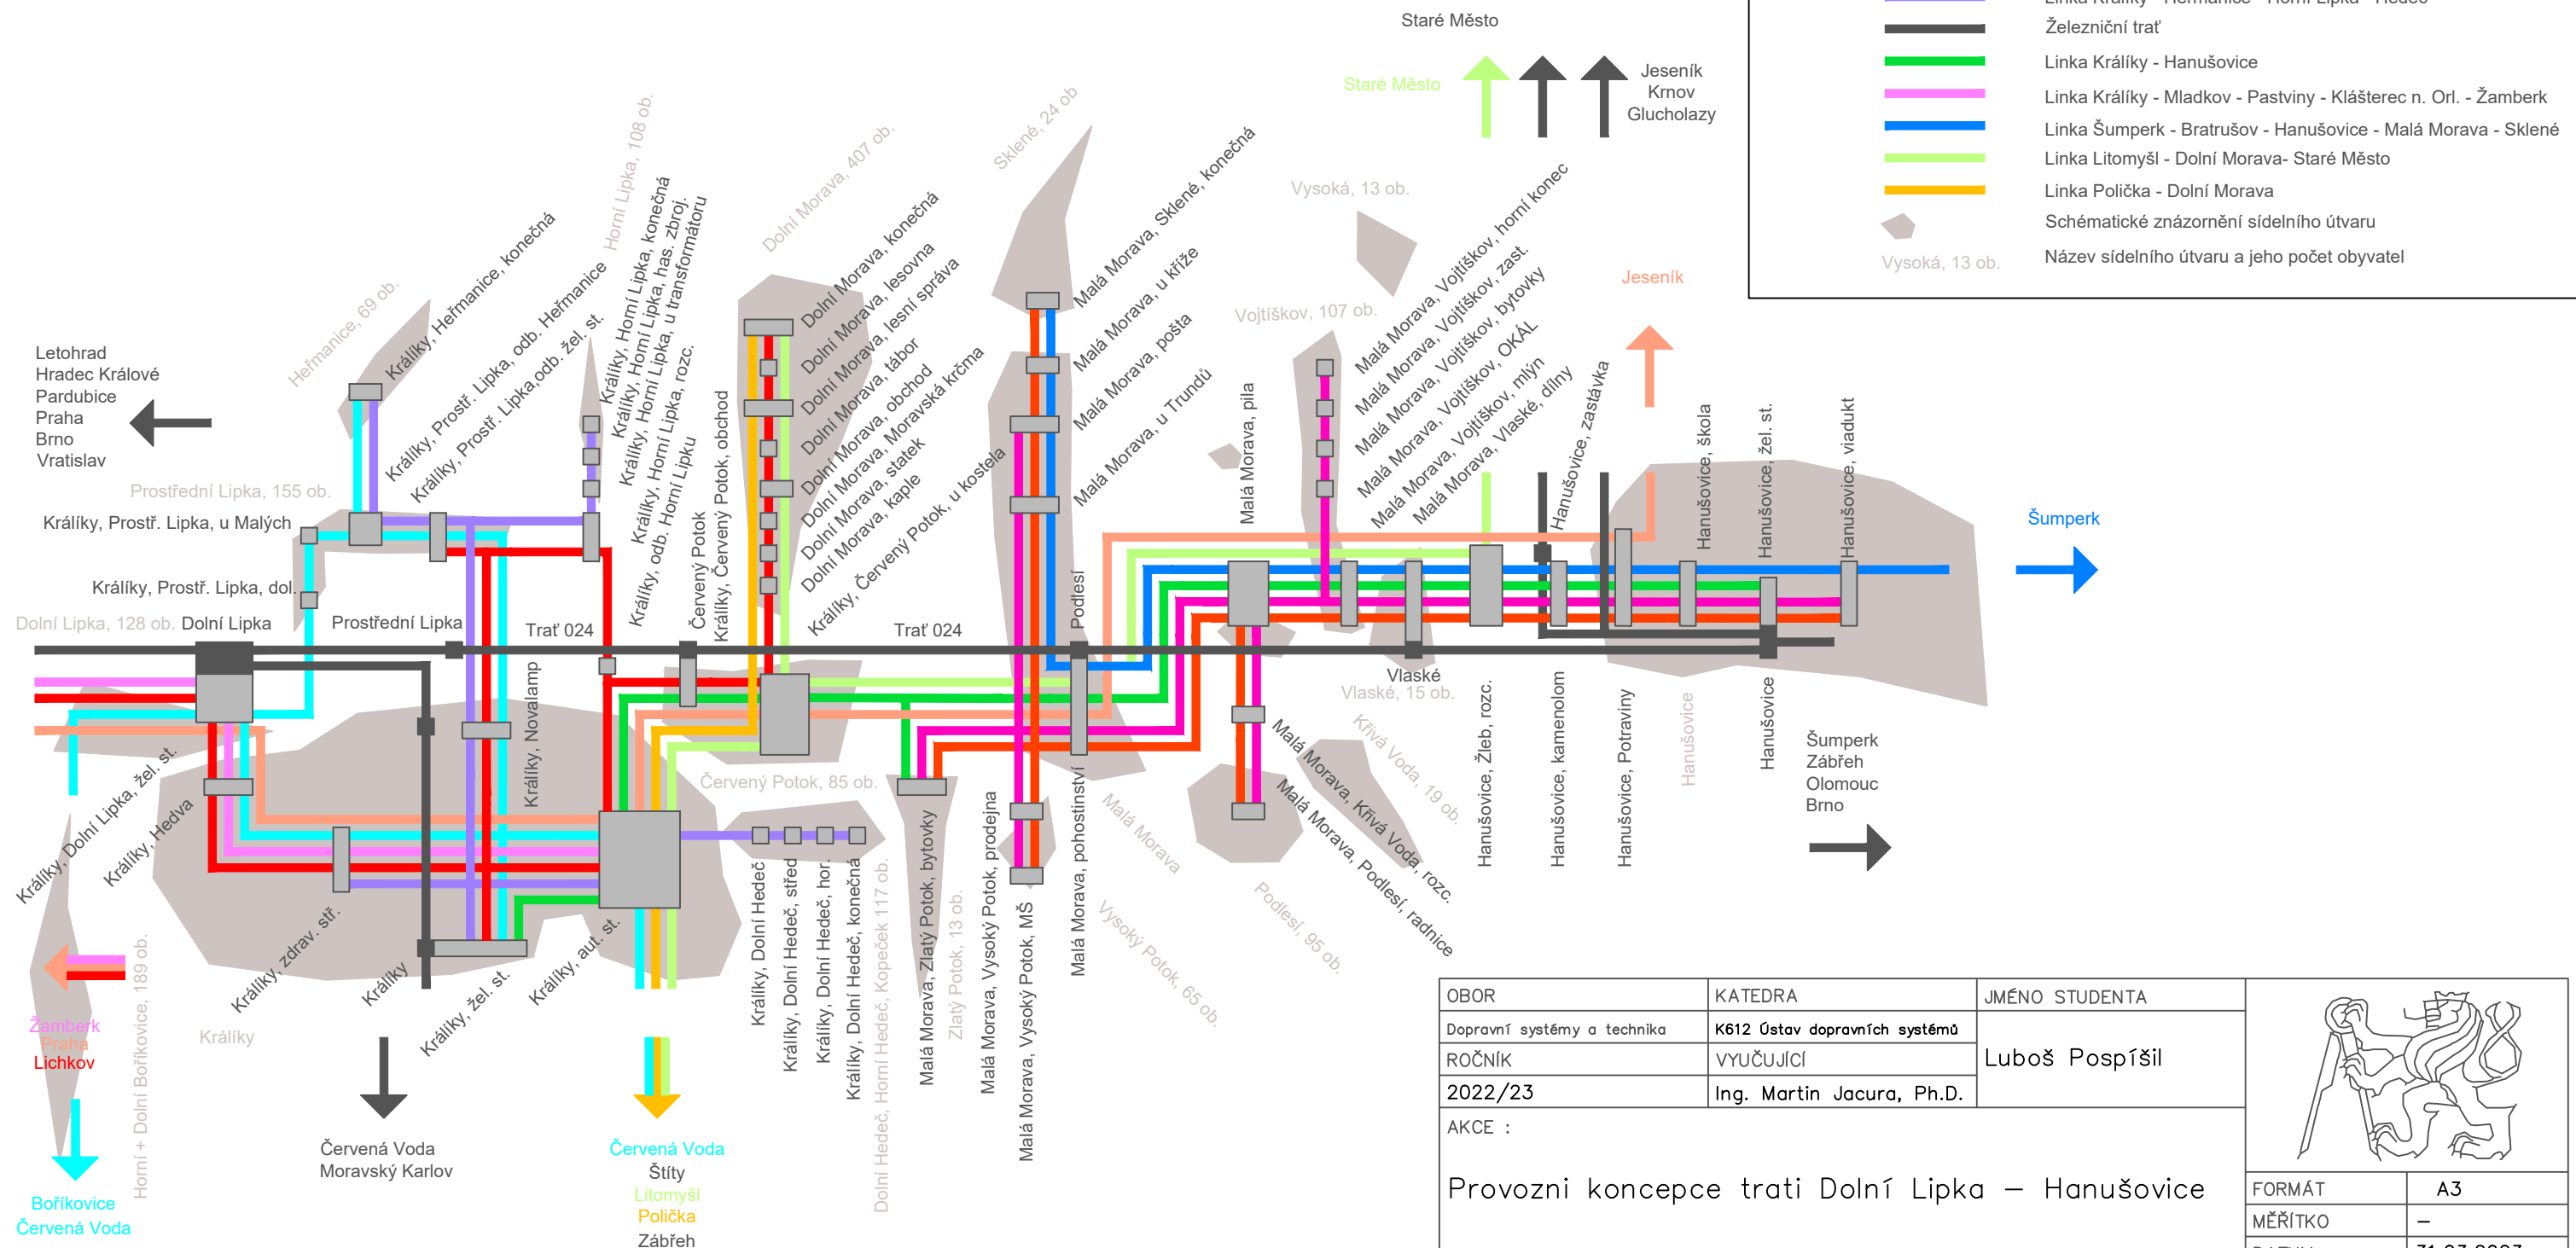 Staré Město
Staré Město
Jeseník
Krnov
Glucholazy
Linka Králíky - Heřmanice - Horní Lipka - Hedeč
Železniční trať
Linka Králíky - Hanušovice
Linka Králíky - Mladkov - Pastviny - Klášterec n. Orl. - Žamberk
Linka Šumperk - Bratrušov - Hanušovice - Malá Morava - Sklené
Linka Litomyšl - Dolní Morava- Staré Město
Linka Polička - Dolní Morava
Schématické znázornění sídelního útvaru
Vysoká, 13 ob.
Název sídelního útvaru a jeho počet obyvatel
Letohrad
Hradec Králové
Pardubice
Praha
Brno
Vratislav
Heřmanice, 69 ob.
Králíky, Heřmanice, konečná
Králíky, Prostř. Lipka, odb. Heřmanice
Králíky, Prostř. Lipka,odb. žel. st.
Horní Lipka, 108 ob.
Králíky, Horní Lipka, konečná
Králíky, Horní Lipka, has. zbroj.
Králíky, Horní Lipka, u transformátoru
Králíky, Horní Lipka, rozc.
Králíky, odb. Horní Lipku
Dolní Morava, 407 ob.
Dolní Morava, konečná
Dolní Morava, lesovna
Dolní Morava, lesní správa
Dolní Morava, tábor
Dolní Morava, obchod
Dolní Morava, Moravská krčma
Dolní Morava, statek
Dolní Morava, kaple
Králíky, Červený Potok, u kostela
Červený Potok
Králíky, Červený Potok, obchod
Sklené, 24 ob
Malá Morava, Sklené, konečná
Malá Morava, u kříže
Malá Morava, pošta
Malá Morava, u Trundů
Podlesí
Malá Morava, pila
Vysoká, 13 ob.
Vojtíškov, 107 ob.
Malá Morava, Vojtíškov, horní konec
Malá Morava, Vojtíškov, zast.
Malá Morava, Vojtíškov, bytovky
Malá Morava, Vojtíškov, OKÁL
Malá Morava, Vojtíškov, mlýn
Malá Morava, Vlaské, dílny
Jeseník
Hanušovice, zastávka
Hanušovice, škola
Hanušovice, žel. st.
Hanušovice, viadukt
Šumperk
Prostřední Lipka, 155 ob.
Králíky, Prostř. Lipka, u Malých
Králíky, Prostř. Lipka, dol.
Dolní Lipka, 128 ob.
Dolní Lipka
Prostřední Lipka
Trať 024
Trať 024
Vlaské
Vlaské, 15 ob.
Králíky, Dolní Lipka, žel. st.
Králíky, Hedva
Králíky, zdrav. stř.
Králíky
Králíky, žel. st.
Králíky, aut. st.
Králíky, Novalamp
Králíky
Červený Potok, 85 ob.
Králíky, Dolní Hedeč
Králíky, Dolní Hedeč, střed
Králíky, Dolní Hedeč, hor.
Králíky, Dolní Hedeč, konečná
Dolní Hedeč, Horní Hedeč, Kopeček 117 ob.
Malá Morava, Zlatý Potok, bytovky
Zlatý Potok, 13 ob.
Malá Morava, Vysoký Potok, prodejna
Malá Morava, Vysoký Potok, MŠ
Malá Morava, pohostinství
Malá Morava
Vysoký Potok, 65 ob.
Podlesí, 95 ob.
Malá Morava, Křivá Voda, rozc.
Malá Morava, Podlesí, radnice
Křivá Voda, 19 ob.
Hanušovice, Žleb, rozc.
Hanušovice, kamenolom
Hanušovice, Potraviny
Hanušovice
Hanušovice
Šumperk
Zábřeh
Olomouc
Brno
Žamberk
Praha
Lichkov
Horní + Dolní Boříkovice, 189 ob.
Boříkovice
Červená Voda
Červená Voda
Moravský Karlov
Červená Voda
Štíty
Litomyšl
Polička
Zábřeh
OBOR
KATEDRA
JMÉNO STUDENTA
Dopravní systémy a technika
K612 Ústav dopravních systémů
Luboš Pospíšil
ROČNÍK
VYUČUJÍCÍ
2022/23
Ing. Martin Jacura, Ph.D.
AKCE :
Provozni koncepce trati Dolní Lipka – Hanušovice
FORMÁT
A3
MĚŘÍTKO
–